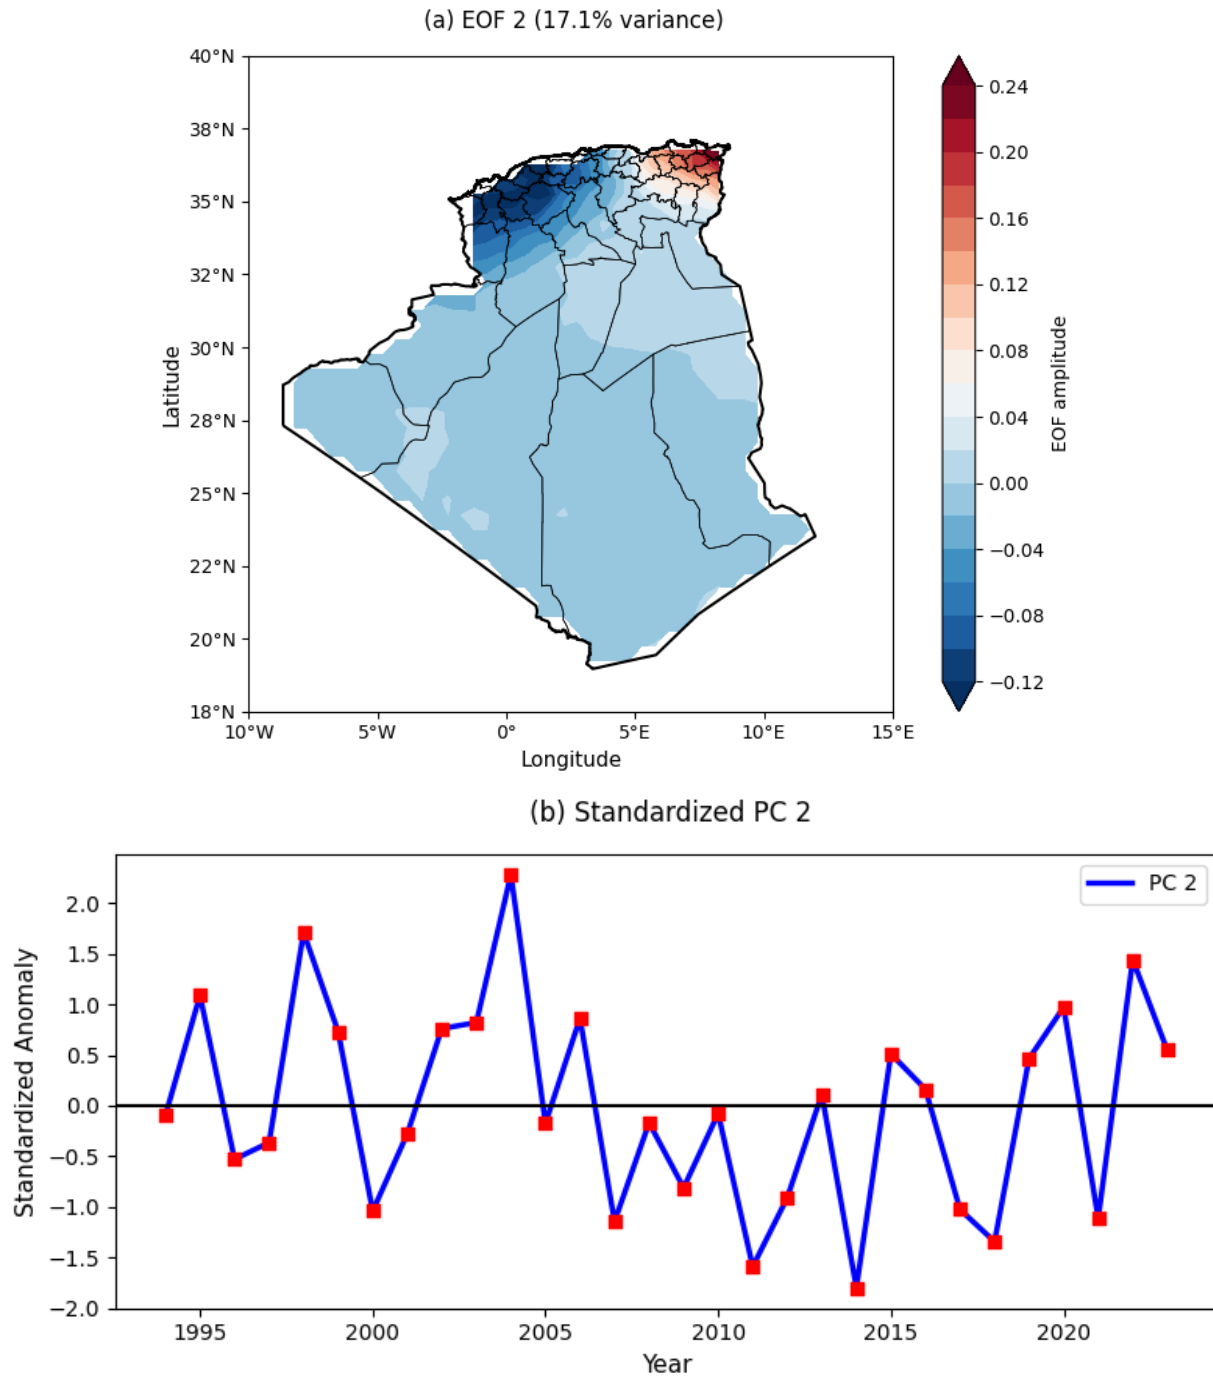 (a) EOF 2 (17.1% variance)
40°N
38°N
35°N
32°N
30°N
28°N
25°N
22°N
20°N
18°N
Latitude
10°W
5°W
0°
5°E
10°E
15°E
Longitude
0.24
0.20
0.16
0.12
0.08
0.04
0.00
−0.04
−0.08
−0.12
EOF amplitude
(b) Standardized PC 2
PC 2
2.0
1.5
1.0
0.5
0.0
−0.5
−1.0
−1.5
−2.0
Standardized Anomaly
1995
2000
2005
2010
2015
2020
Year